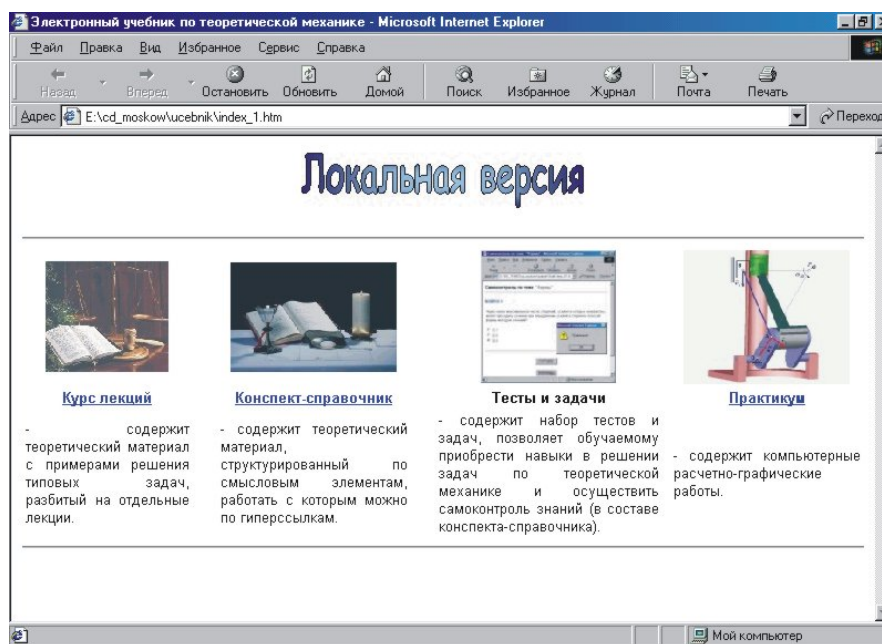 Электронный учебник по теоретической механике - Microsoft Internet Explorer
Файл Правка Вид Избранное Сервис Справка
Назад Вперед Остановить Обновить Домой Поиск Избранное Журнал Почта Печать
Адрес E:\cd_moskow\ucebnik\index_1.htm Переход
Локальная версия
Курс лекций
- содержит
теоретический материал
с примерами решения
типовых задач,
разбитый на отдельные
лекции.
Конспект-справочник
- содержит теоретический
материал,
структурированный по
смысловым элементам,
работать с которым можно
по гиперссылкам.
Тесты и задачи
- содержит набор тестов и
задач, позволяет обучаемому
приобрести навыки в решении
задач по теоретической
механике и осуществить
самоконтроль знаний (в составе
конспекта-справочника).
Практикум
- содержит компьютерные
расчетно-графические
работы.
Мой компьютер